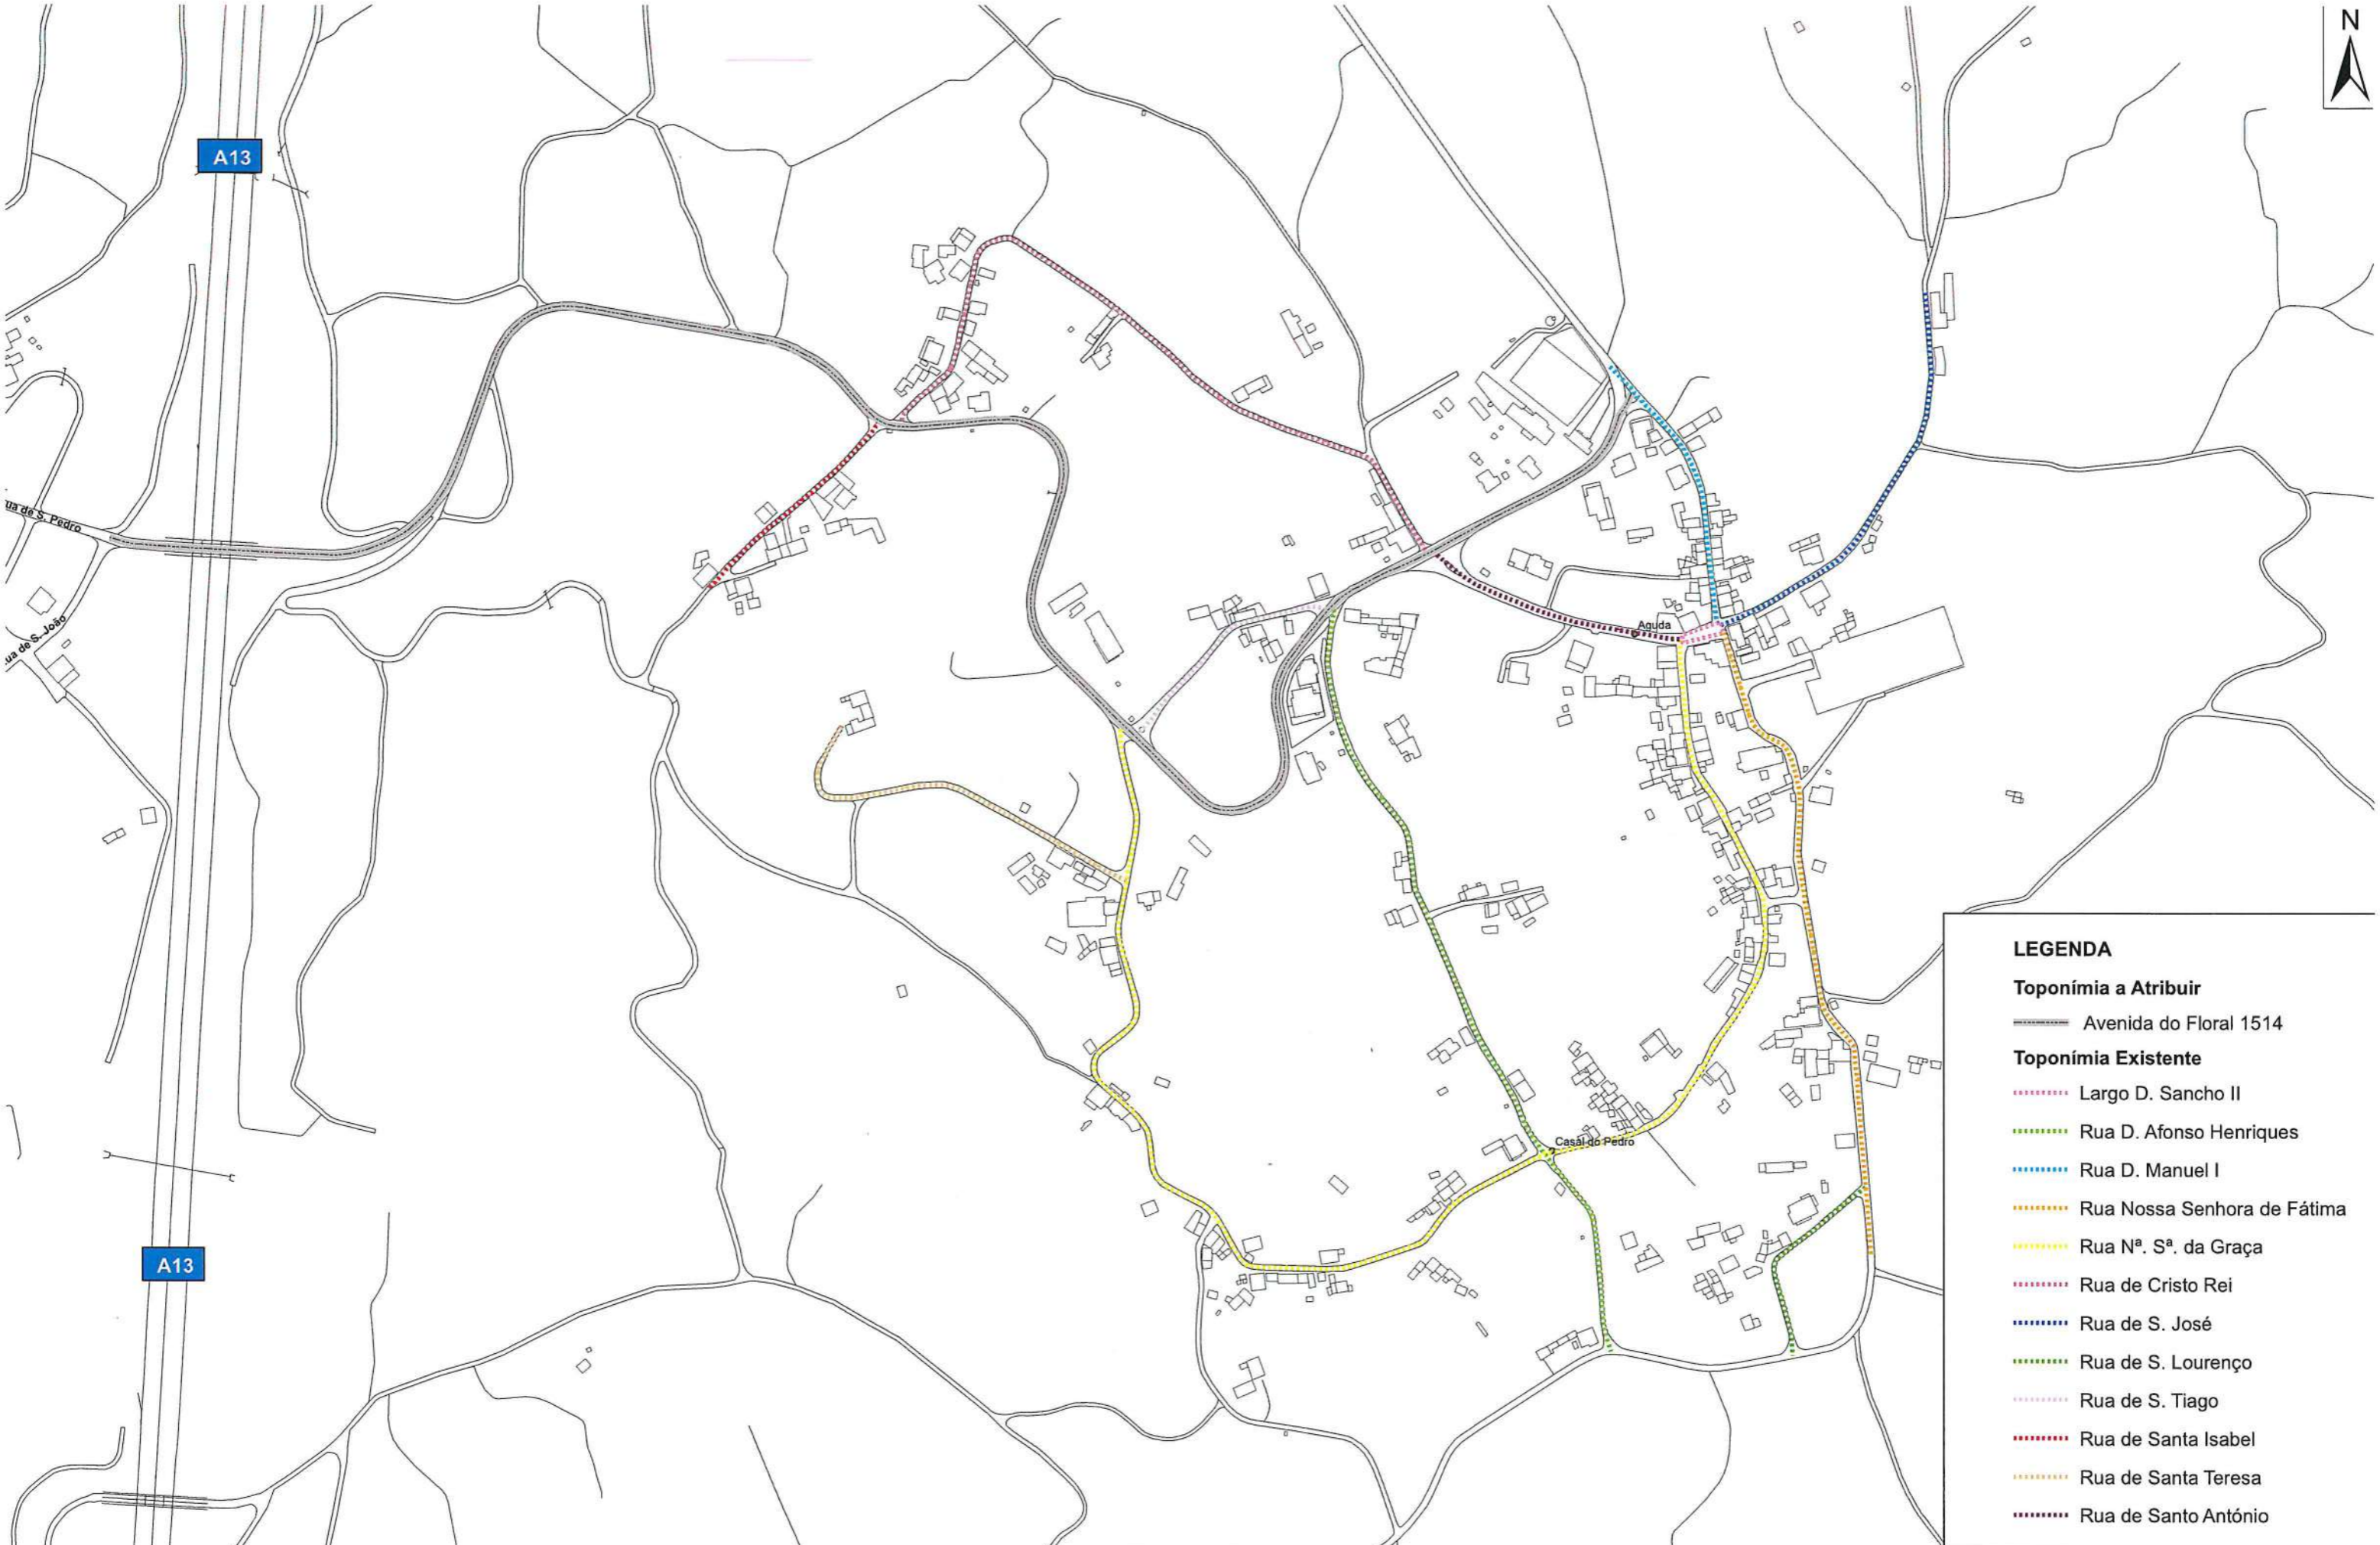 N
A13
ua de S. Pedro
ua de S. João
Aguda
Casal do Pedro
A13
LEGENDA
Toponímia a Atribuir
Avenida do Floral 1514
Toponímia Existente
Largo D. Sancho II
Rua D. Afonso Henriques
Rua D. Manuel I
Rua Nossa Senhora de Fátima
Rua Nª. Sª. da Graça
Rua de Cristo Rei
Rua de S. José
Rua de S. Lourenço
Rua de S. Tiago
Rua de Santa Isabel
Rua de Santa Teresa
Rua de Santo António